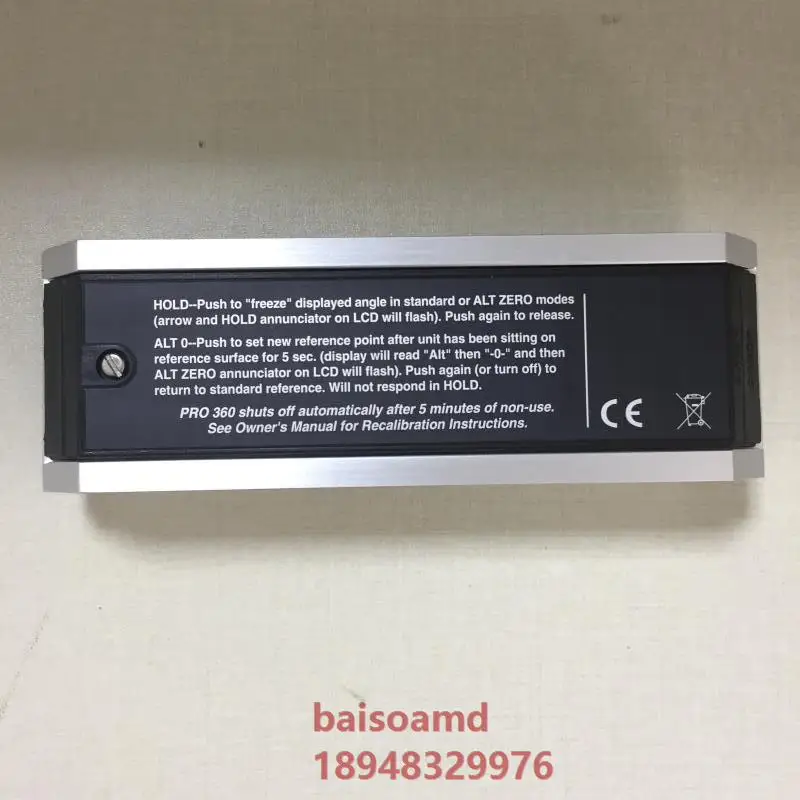 HOLD--Push to "freeze" displayed angle in standard or ALT ZERO modes
(arrow and HOLD annunciator on LCD will flash). Push again to release.
ALT 0--Push to set new reference point after unit has been sitting on
reference surface for 5 sec. (display will read "Alt" then "-0-" and then
ALT ZERO annunciator on LCD will flash). Push again (or turn off) to
return to standard reference. Will not respond in HOLD.
PRO 360 shuts off automatically after 5 minutes of non-use.
See Owner's Manual for Recalibration Instructions.
CE
baisoamd
18948329976